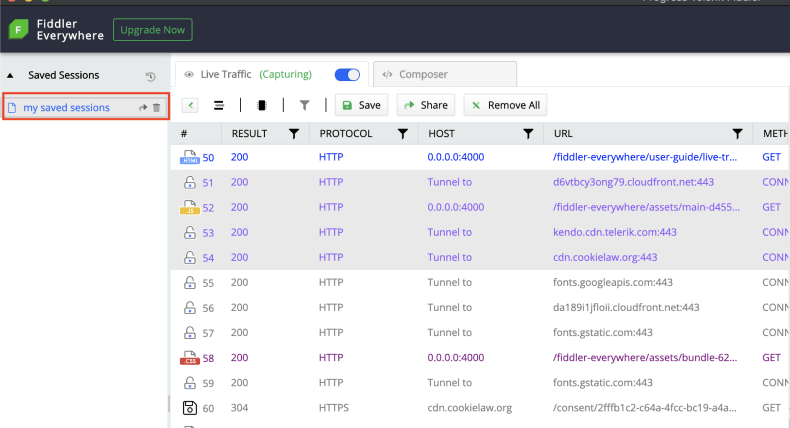 Fiddler
Everywhere
Upgrade Now
Saved Sessions
my saved sessions
Live Traffic (Capturing)
Composer
Save Share Remove All
# RESULT PROTOCOL HOST URL METH
HTML 50 200 HTTP 0.0.0.0:4000 /fiddler-everywhere/user-guide/live-tr... GET
51 200 HTTP Tunnel to d6vtbcy3ong79.cloudfront.net:443 CONN
JS 52 200 HTTP 0.0.0.0:4000 /fiddler-everywhere/assets/main-d455... GET
53 200 HTTP Tunnel to kendo.cdn.telerik.com:443 CONN
54 200 HTTP Tunnel to cdn.cookielaw.org:443 CONN
55 200 HTTP Tunnel to fonts.googleapis.com:443 CONN
56 200 HTTP Tunnel to da189i1jfloii.cloudfront.net:443 CONN
57 200 HTTP Tunnel to fonts.gstatic.com:443 CONN
CSS 58 200 HTTP 0.0.0.0:4000 /fiddler-everywhere/assets/bundle-62... GET
59 200 HTTP Tunnel to fonts.gstatic.com:443 CONN
60 304 HTTPS cdn.cookielaw.org /consent/2fffb1c2-c64a-4fcc-bc19-a4a... GET